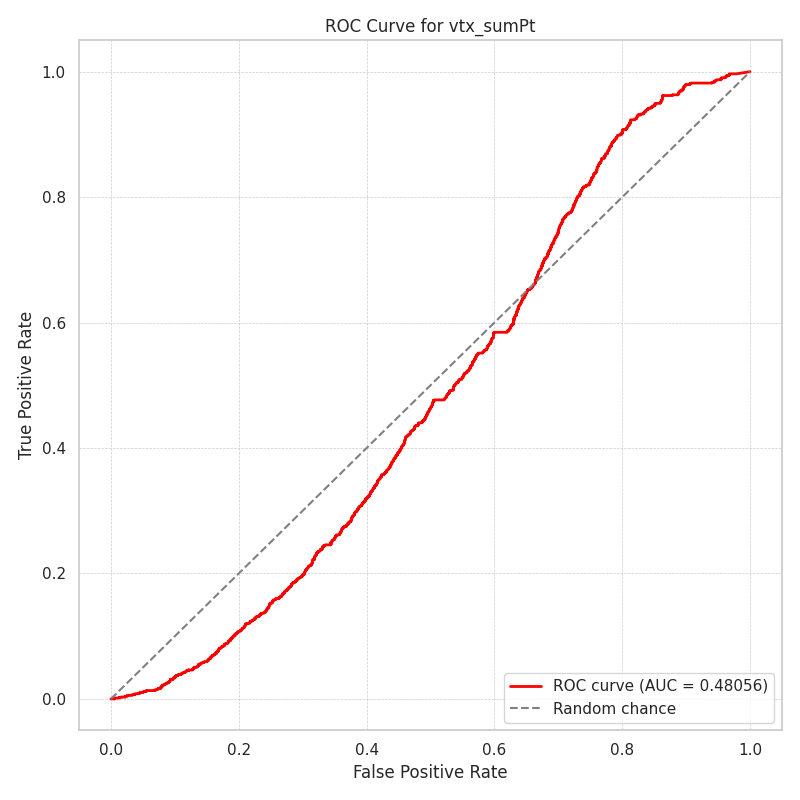 ROC Curve for vtx_sumPt
True Positive Rate
1.0
0.8
0.6
0.4
0.2
0.0
ROC curve (AUC = 0.48056)
Random chance
0.0 0.2 0.4 0.6 0.8 1.0
False Positive Rate